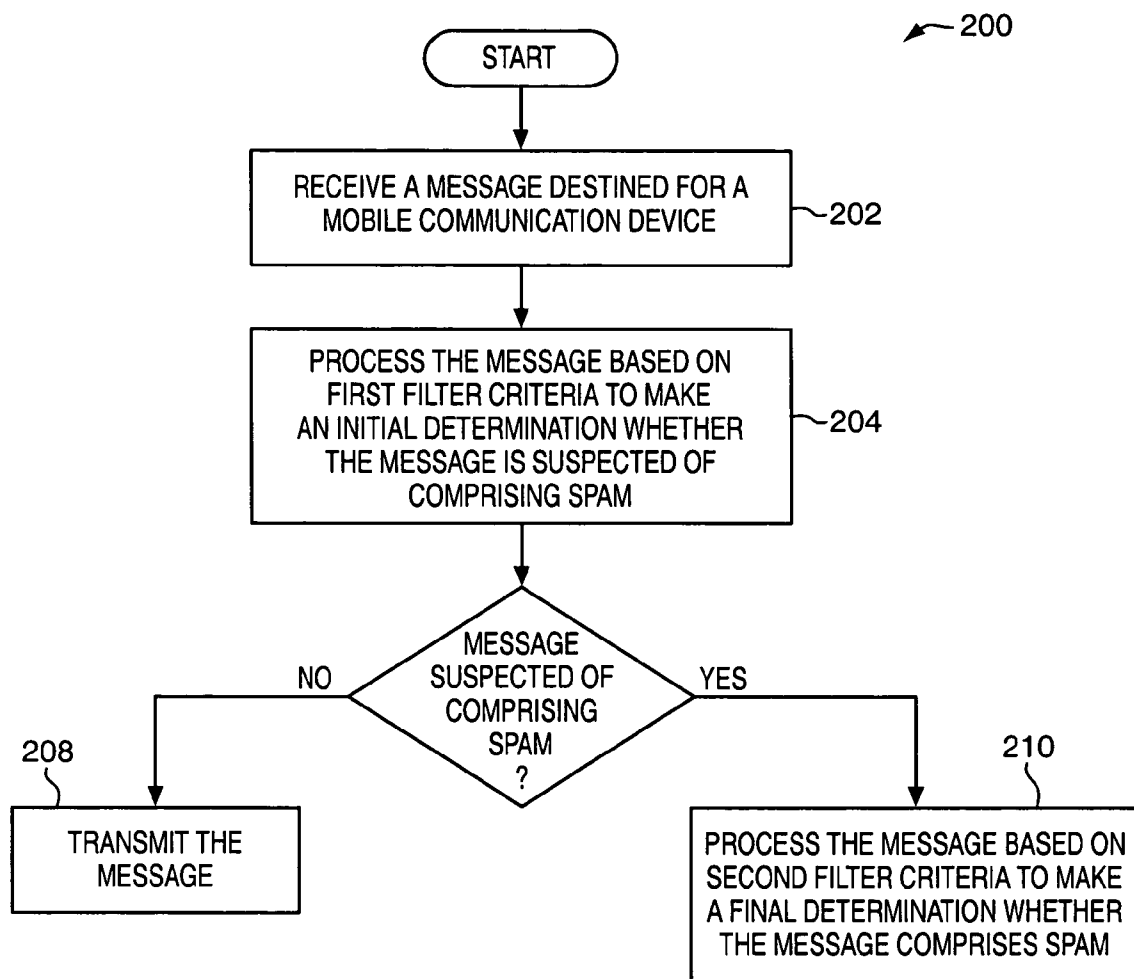 200
START
RECEIVE A MESSAGE DESTINED FOR A
MOBILE COMMUNICATION DEVICE
202
PROCESS THE MESSAGE BASED ON
FIRST FILTER CRITERIA TO MAKE
AN INITIAL DETERMINATION WHETHER
THE MESSAGE IS SUSPECTED OF
COMPRISING SPAM
204
MESSAGE
SUSPECTED OF
COMPRISING
SPAM
?
NO
YES
208
TRANSMIT THE
MESSAGE
210
PROCESS THE MESSAGE BASED ON
SECOND FILTER CRITERIA TO MAKE
A FINAL DETERMINATION WHETHER
THE MESSAGE COMPRISES SPAM